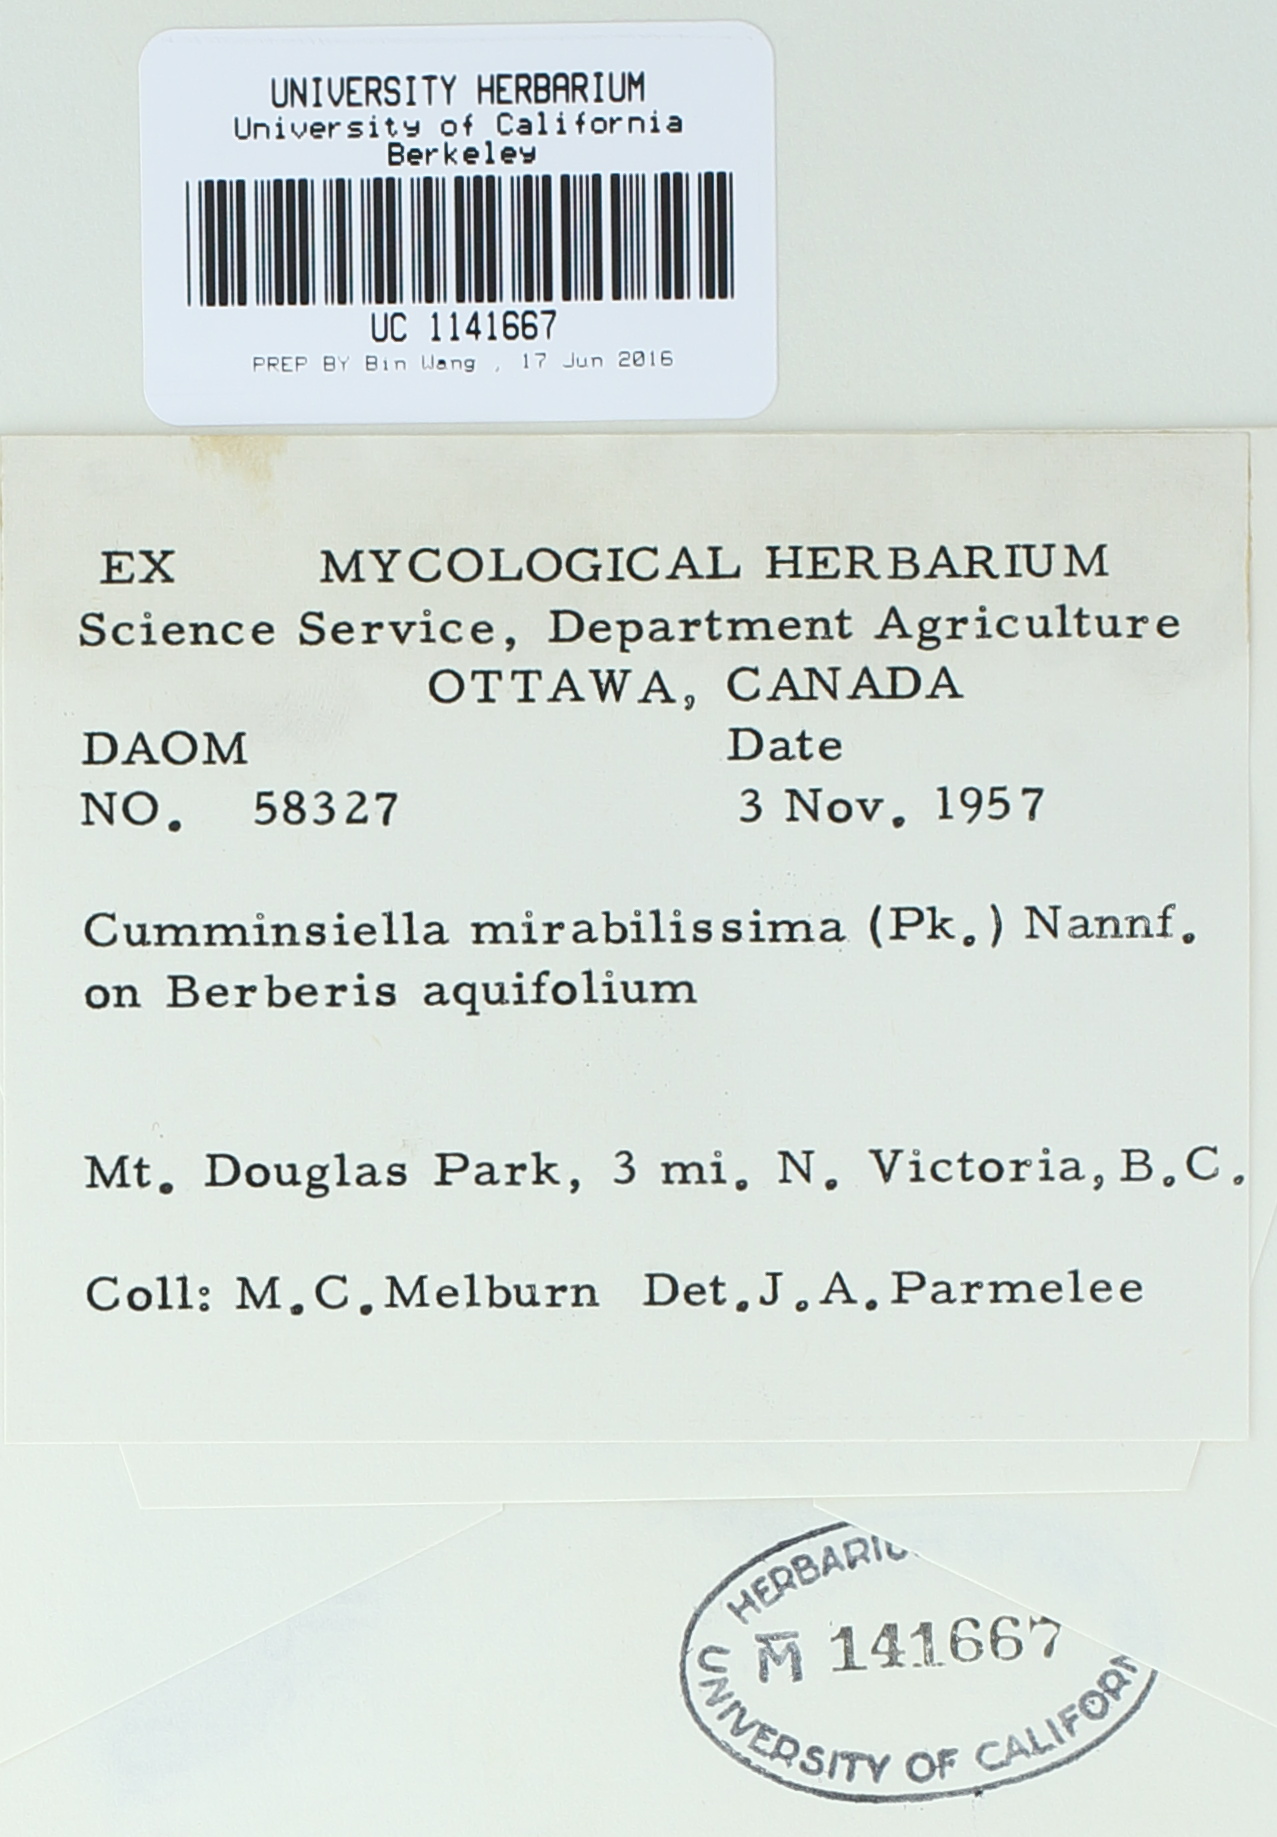 UNIVERSITY HERBARIUM
University of California
Berkeley
UC 1141667
PREP BY Bin Wang , 17 Jun 2016
EX MYCOLOGICAL HERBARIUM
Science Service, Department Agriculture
OTTAWA, CANADA
DAOM Date
NO. 58327 3 Nov. 1957
Cumminsiella mirabilissima (Pk.) Nannf.
on Berberis aquifolium
Mt. Douglas Park, 3 mi. N. Victoria, B.C.
Coll: M.C.Melburn Det.J.A.Parmelee
M̅ 141667
UNIVERSITY OF